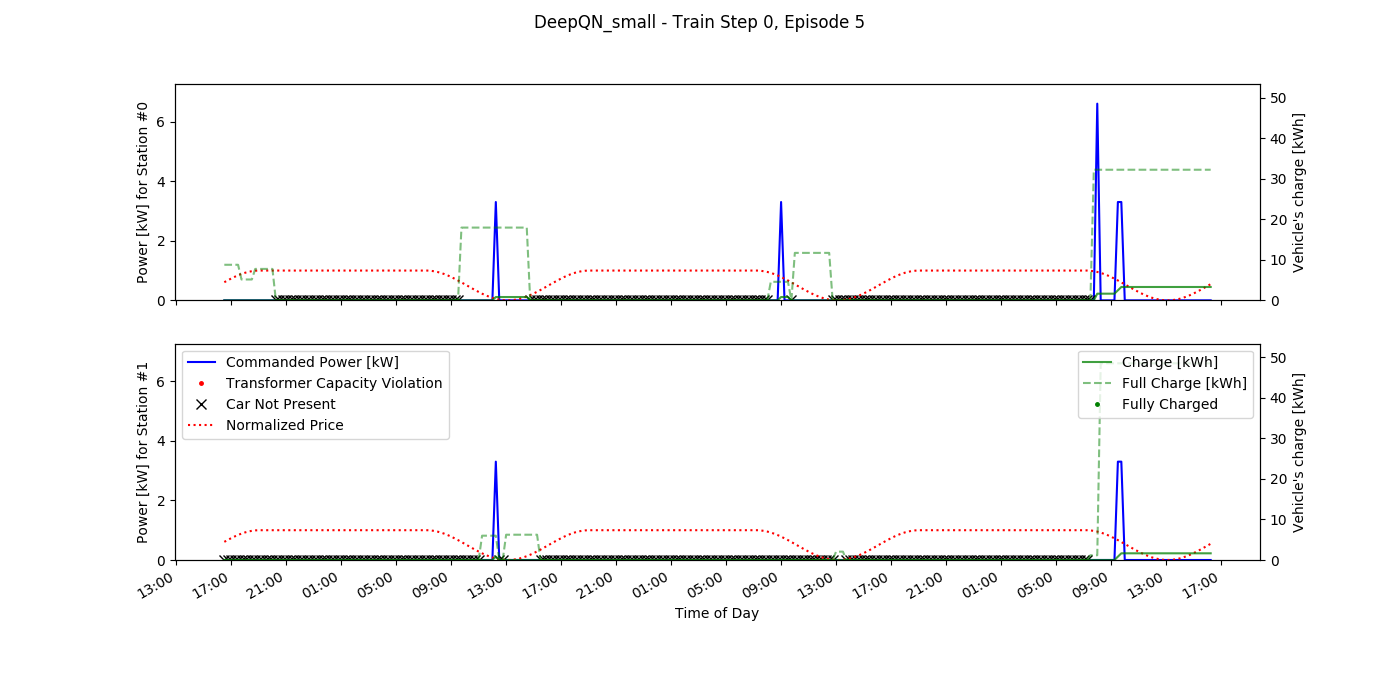 DeepQN_small - Train Step 0, Episode 5
Power [kW] for Station #0
6
4
2
0
50
40
30
20
10
0
Vehicle's charge [kWh]
Power [kW] for Station #1
6
4
2
0
Commanded Power [kW]
Transformer Capacity Violation
Car Not Present
Normalized Price
Charge [kWh]
Full Charge [kWh]
Fully Charged
50
40
30
20
10
0
Vehicle's charge [kWh]
13:00 17:00 21:00 01:00 05:00 09:00 13:00 17:00 21:00 01:00 05:00 09:00 13:00 17:00 21:00 01:00 05:00 09:00 13:00 17:00
Time of Day